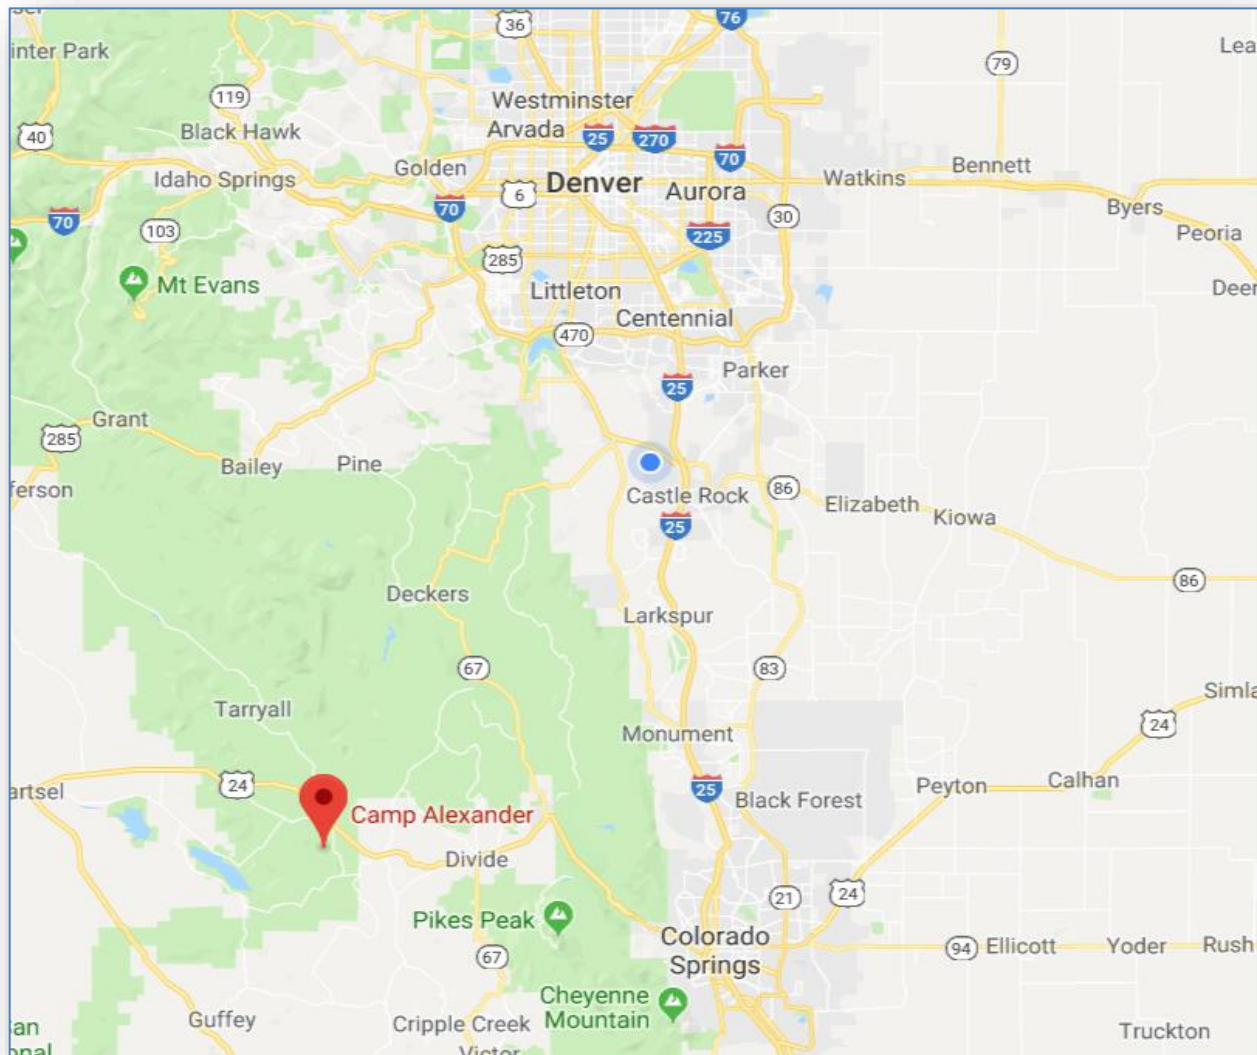 76
36
inter Park
Lea
79
119
Westminster
40
Black Hawk
Arvada
25
270
70
Bennett
Golden
Idaho Springs
Denver
Aurora
Watkins
6
70
Byers
70
103
30
225
Peoria
285
Mt Evans
Littleton
Deer
Centennial
470
Parker
25
Grant
285
Bailey
Pine
ferson
Castle Rock
86
Elizabeth
Kiowa
25
86
Deckers
Larkspur
67
83
Simla
Tarryall
24
Monument
24
artsel
25
Peyton
Calhan
Black Forest
Camp Alexander
Divide
21
24
Pikes Peak
Colorado
Springs
94
Ellicott
Yoder
Rush
67
Cheyenne
Mountain
Guffey
Cripple Creek
Truckton
Victor